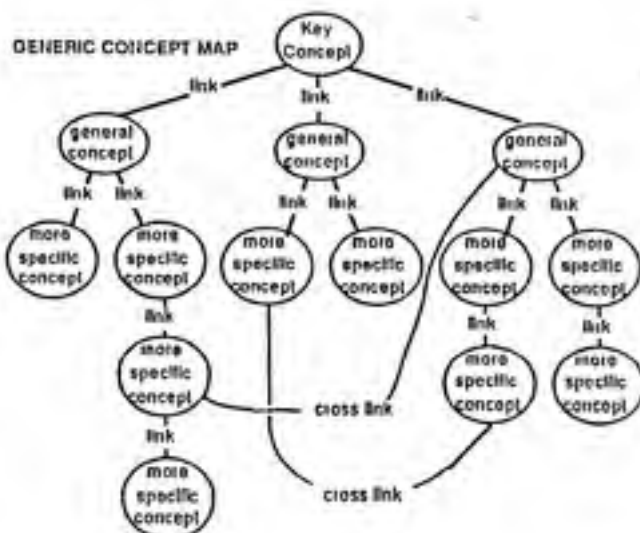 GENERIC CONCEPT MAP
Key
Concept
link
link
link
general
concept
general
concept
general
concept
link
link
link
link
link
link
more
specific
concept
more
specific
concept
more
specific
concept
more
specific
concept
more
specific
concept
more
specific
concept
link
link
link
more
specific
concept
more
specific
concept
more
specific
concept
cross link
link
more
specific
concept
cross link